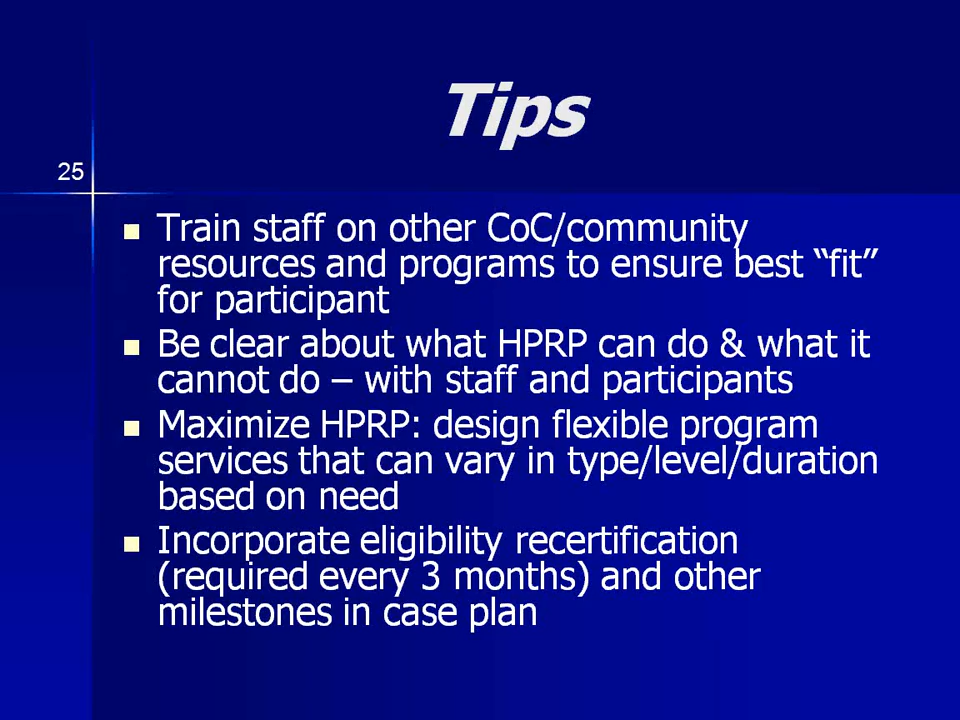 Tips
25
Train staff on other CoC/community
resources and programs to ensure best “fit”
for participant
Be clear about what HPRP can do & what it
cannot do – with staff and participants
Maximize HPRP: design flexible program
services that can vary in type/level/duration
based on need
Incorporate eligibility recertification
(required every 3 months) and other
milestones in case plan